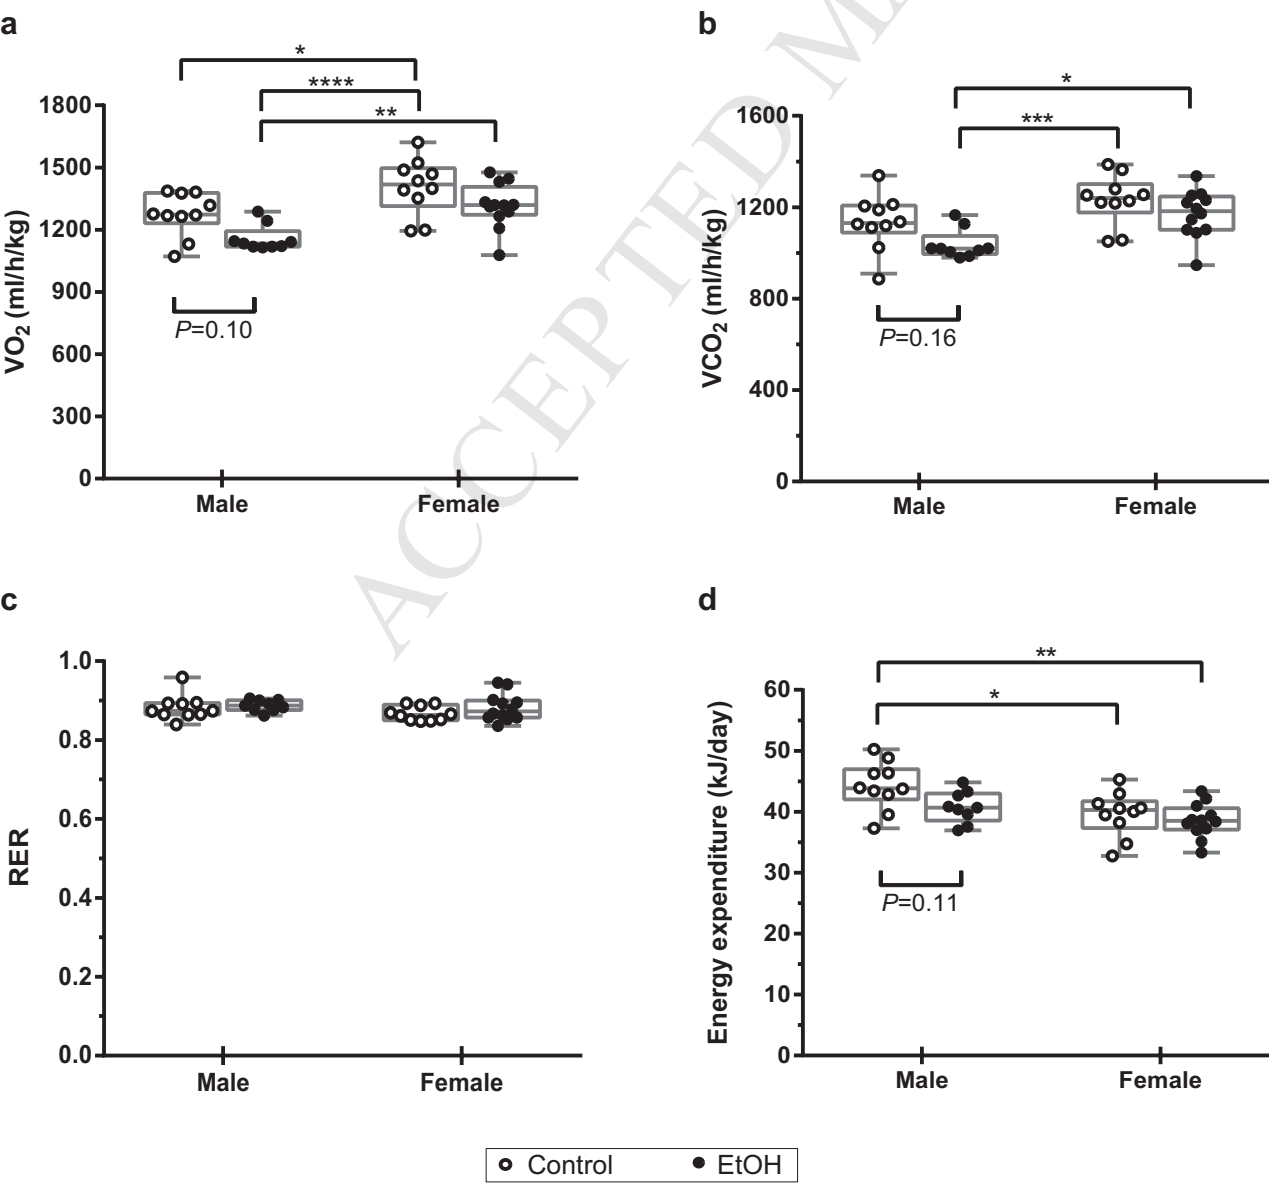 a
*
****
**
1800
1500
1200
900
600
300
0
VO2 (ml/h/kg)
P=0.10
Male
Female
b
*
***
1600
1200
800
400
0
VCO2 (ml/h/kg)
P=0.16
Male
Female
ACCEPTED M
c
1.0
0.8
0.6
0.4
0.2
0.0
RER
Male
Female
d
**
*
60
50
40
30
20
10
0
Energy expenditure (kJ/day)
P=0.11
Male
Female
Control
EtOH